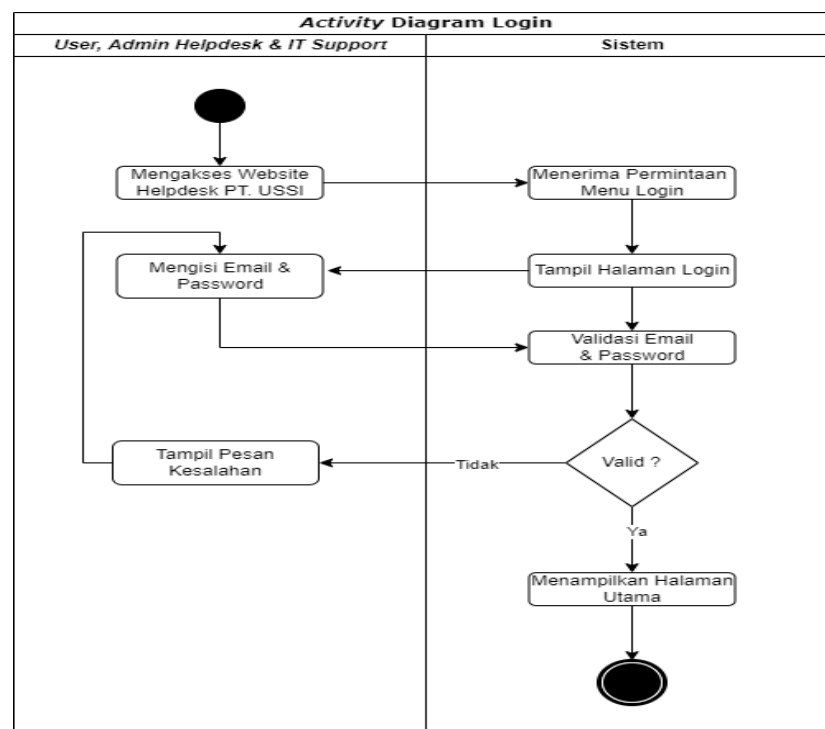 Activity Diagram Login
User, Admin Helpdesk & IT Support
Sistem
Mengakses Website
Helpdesk PT. USSI
Menerima Permintaan
Menu Login
Mengisi Email &
Password
Tampil Halaman Login
Validasi Email
& Password
Tampil Pesan
Kesalahan
Tidak
Valid ?
Ya
Menampilkan Halaman
Utama